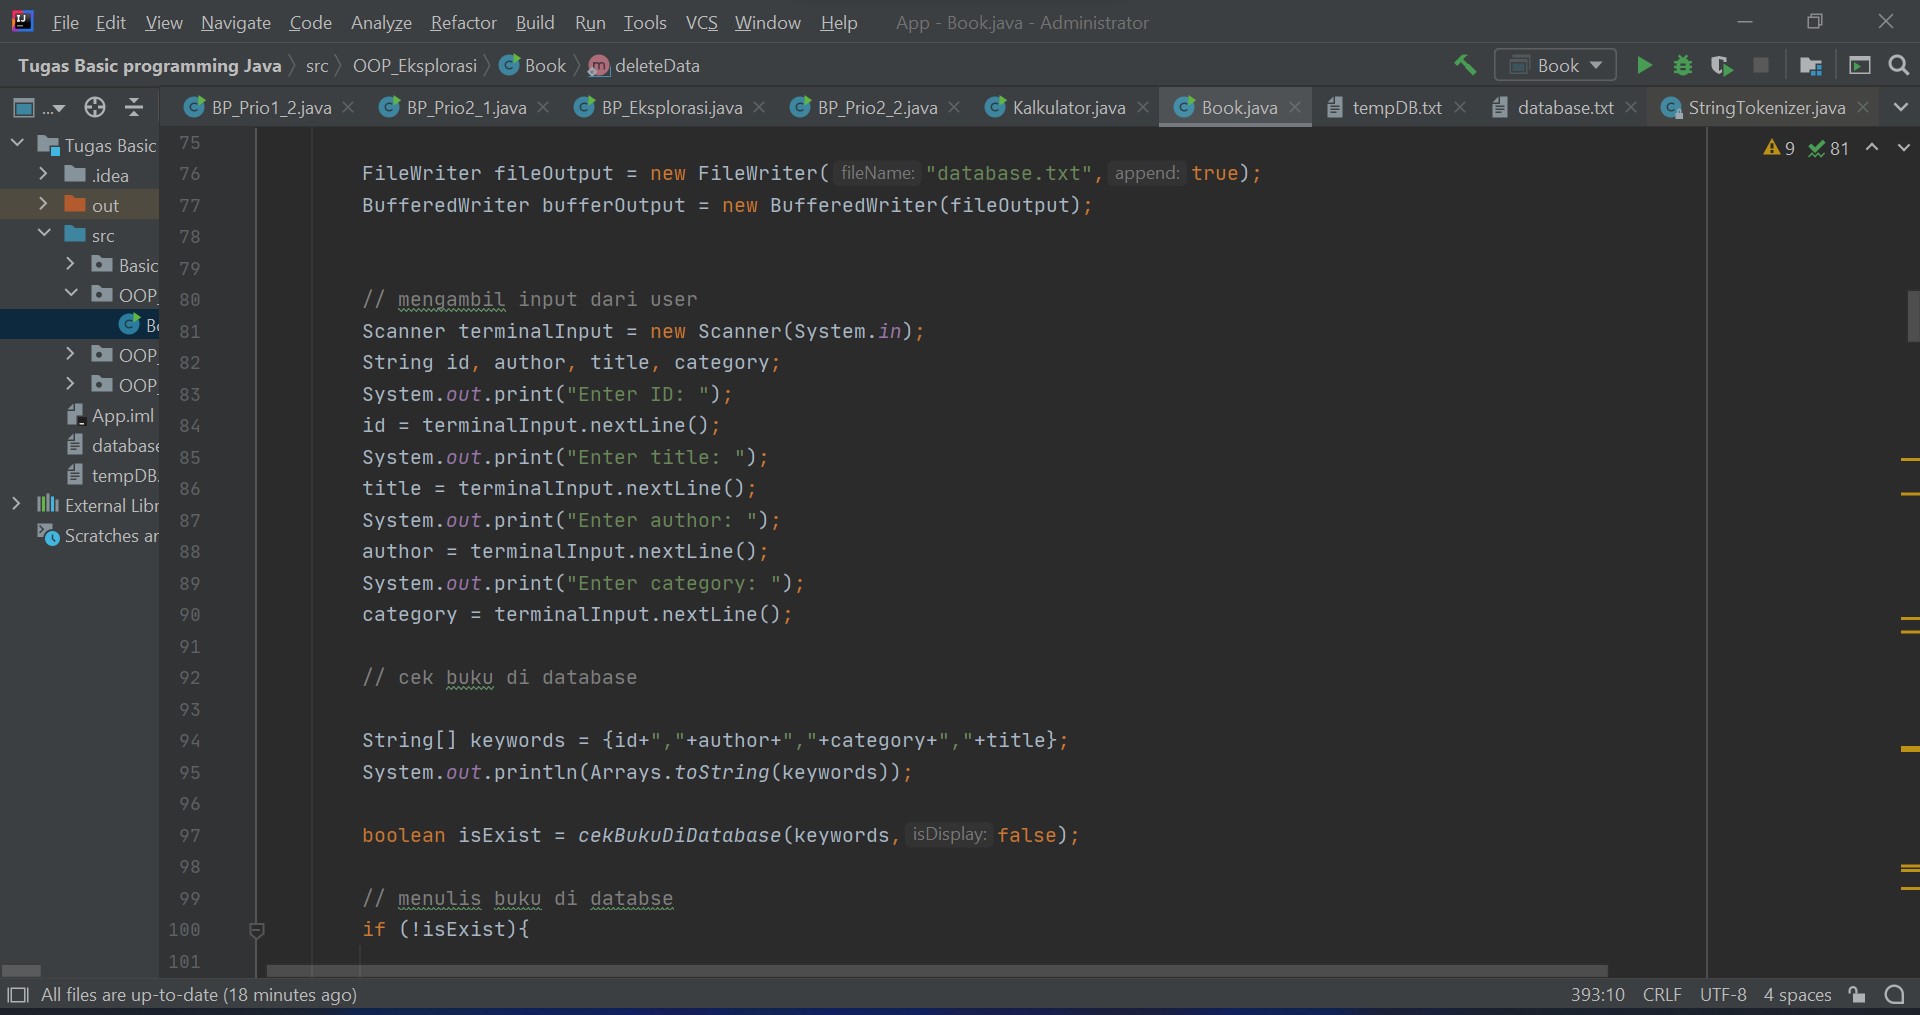 File Edit View Navigate Code Analyze Refactor Build Run Tools VCS Window Help App - Book.java - Administrator
Tugas Basic programming Java src OOP_Eksplorasi Book deleteData Book
... BP_Prio1_2.java BP_Prio2_1.java BP_Eksplorasi.java BP_Prio2_2.java Kalkulator.java Book.java tempDB.txt database.txt StringTokenizer.java
Tugas Basic
.idea
out
src
Basic
OOP_
Bo
OOP_
OOP_
App.iml
database
tempDB.
External Libr
Scratches an
9 81
75
76 FileWriter fileOutput = new FileWriter( fileName: "database.txt", append: true);
77 BufferedWriter bufferOutput = new BufferedWriter(fileOutput);
78
79
80 // mengambil input dari user
81 Scanner terminalInput = new Scanner(System.in);
82 String id, author, title, category;
83 System.out.print("Enter ID: ");
84 id = terminalInput.nextLine();
85 System.out.print("Enter title: ");
86 title = terminalInput.nextLine();
87 System.out.print("Enter author: ");
88 author = terminalInput.nextLine();
89 System.out.print("Enter category: ");
90 category = terminalInput.nextLine();
91
92 // cek buku di database
93
94 String[] keywords = {id+","+author+","+category+","+title};
95 System.out.println(Arrays.toString(keywords));
96
97 boolean isExist = cekBukuDiDatabase(keywords, isDisplay: false);
98
99 // menulis buku di databse
100 if (!isExist){
101
All files are up-to-date (18 minutes ago) 393:10 CRLF UTF-8 4 spaces